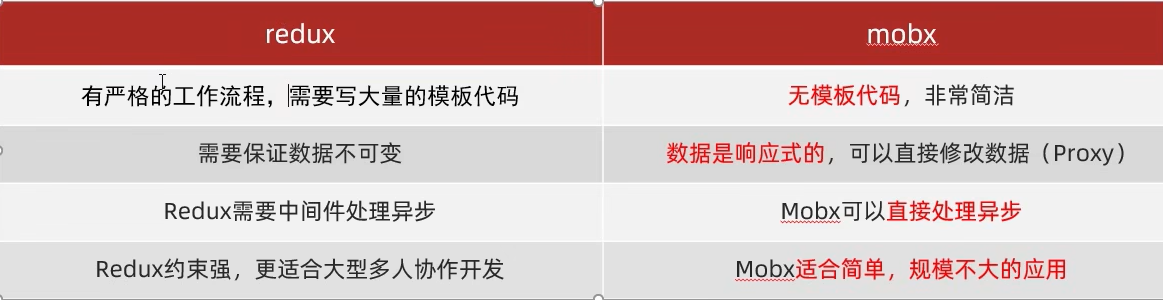 redux
mobx
有严格的工作流程，需要写大量的模板代码
无模板代码，非常简洁
需要保证数据不可变
数据是响应式的，可以直接修改数据（Proxy）
Redux需要中间件处理异步
Mobx可以直接处理异步
Redux约束强，更适合大型多人协作开发
Mobx适合简单，规模不大的应用